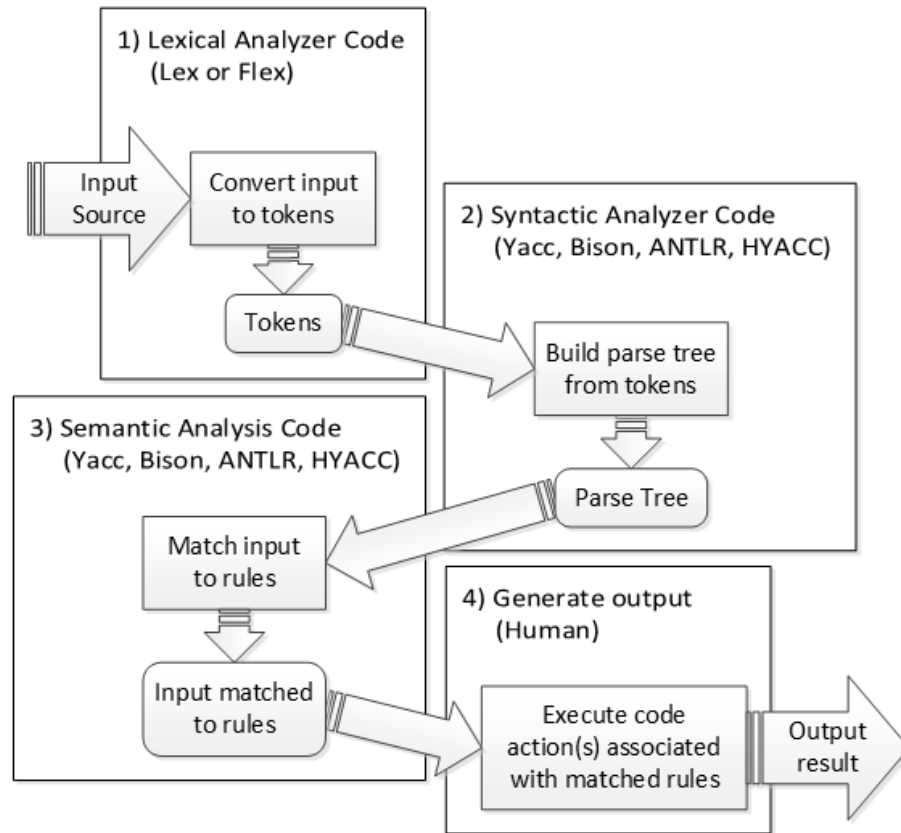 1) Lexical Analyzer Code
(Lex or Flex)
Input
Source
Convert input
to tokens
Tokens
2) Syntactic Analyzer Code
(Yacc, Bison, ANTLR, HYACC)
Build parse tree
from tokens
Parse Tree
3) Semantic Analysis Code
(Yacc, Bison, ANTLR, HYACC)
Match input
to rules
Input matched
to rules
4) Generate output
(Human)
Execute code
action(s) associated
with matched rules
Output
result